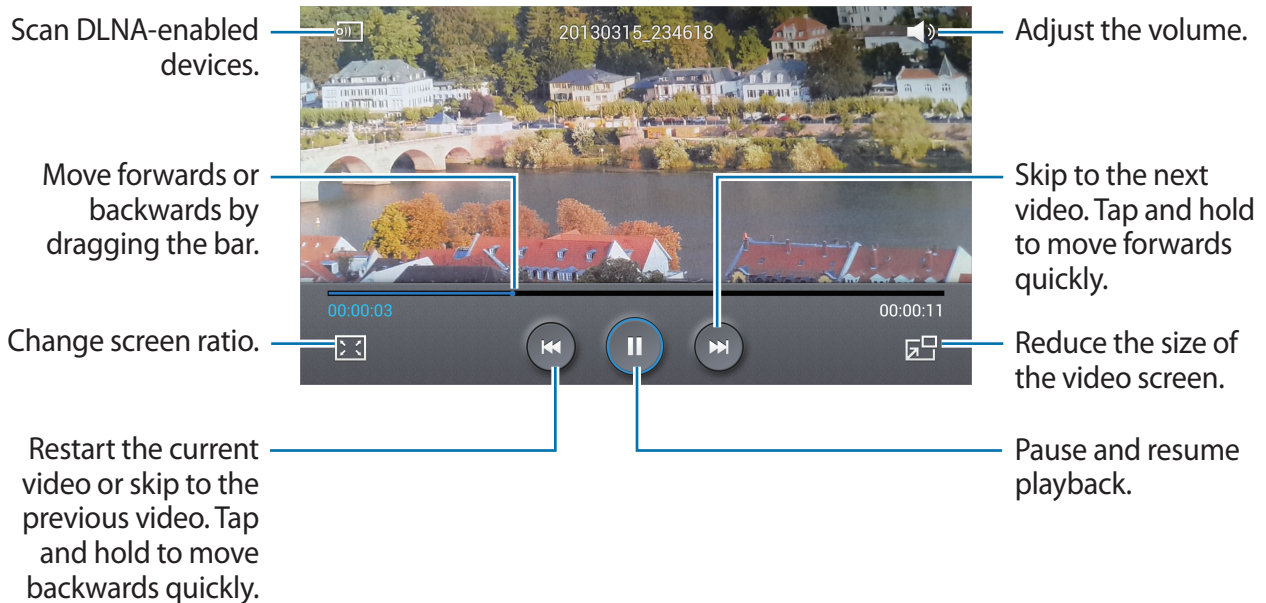 Scan DLNA-enabled
devices.
20130315_234618
Adjust the volume.
Move forwards or
backwards by
dragging the bar.
Skip to the next
video. Tap and hold
to move forwards
quickly.
00:00:03
00:00:11
Change screen ratio.
Reduce the size of
the video screen.
Restart the current
video or skip to the
previous video. Tap
and hold to move
backwards quickly.
Pause and resume
playback.